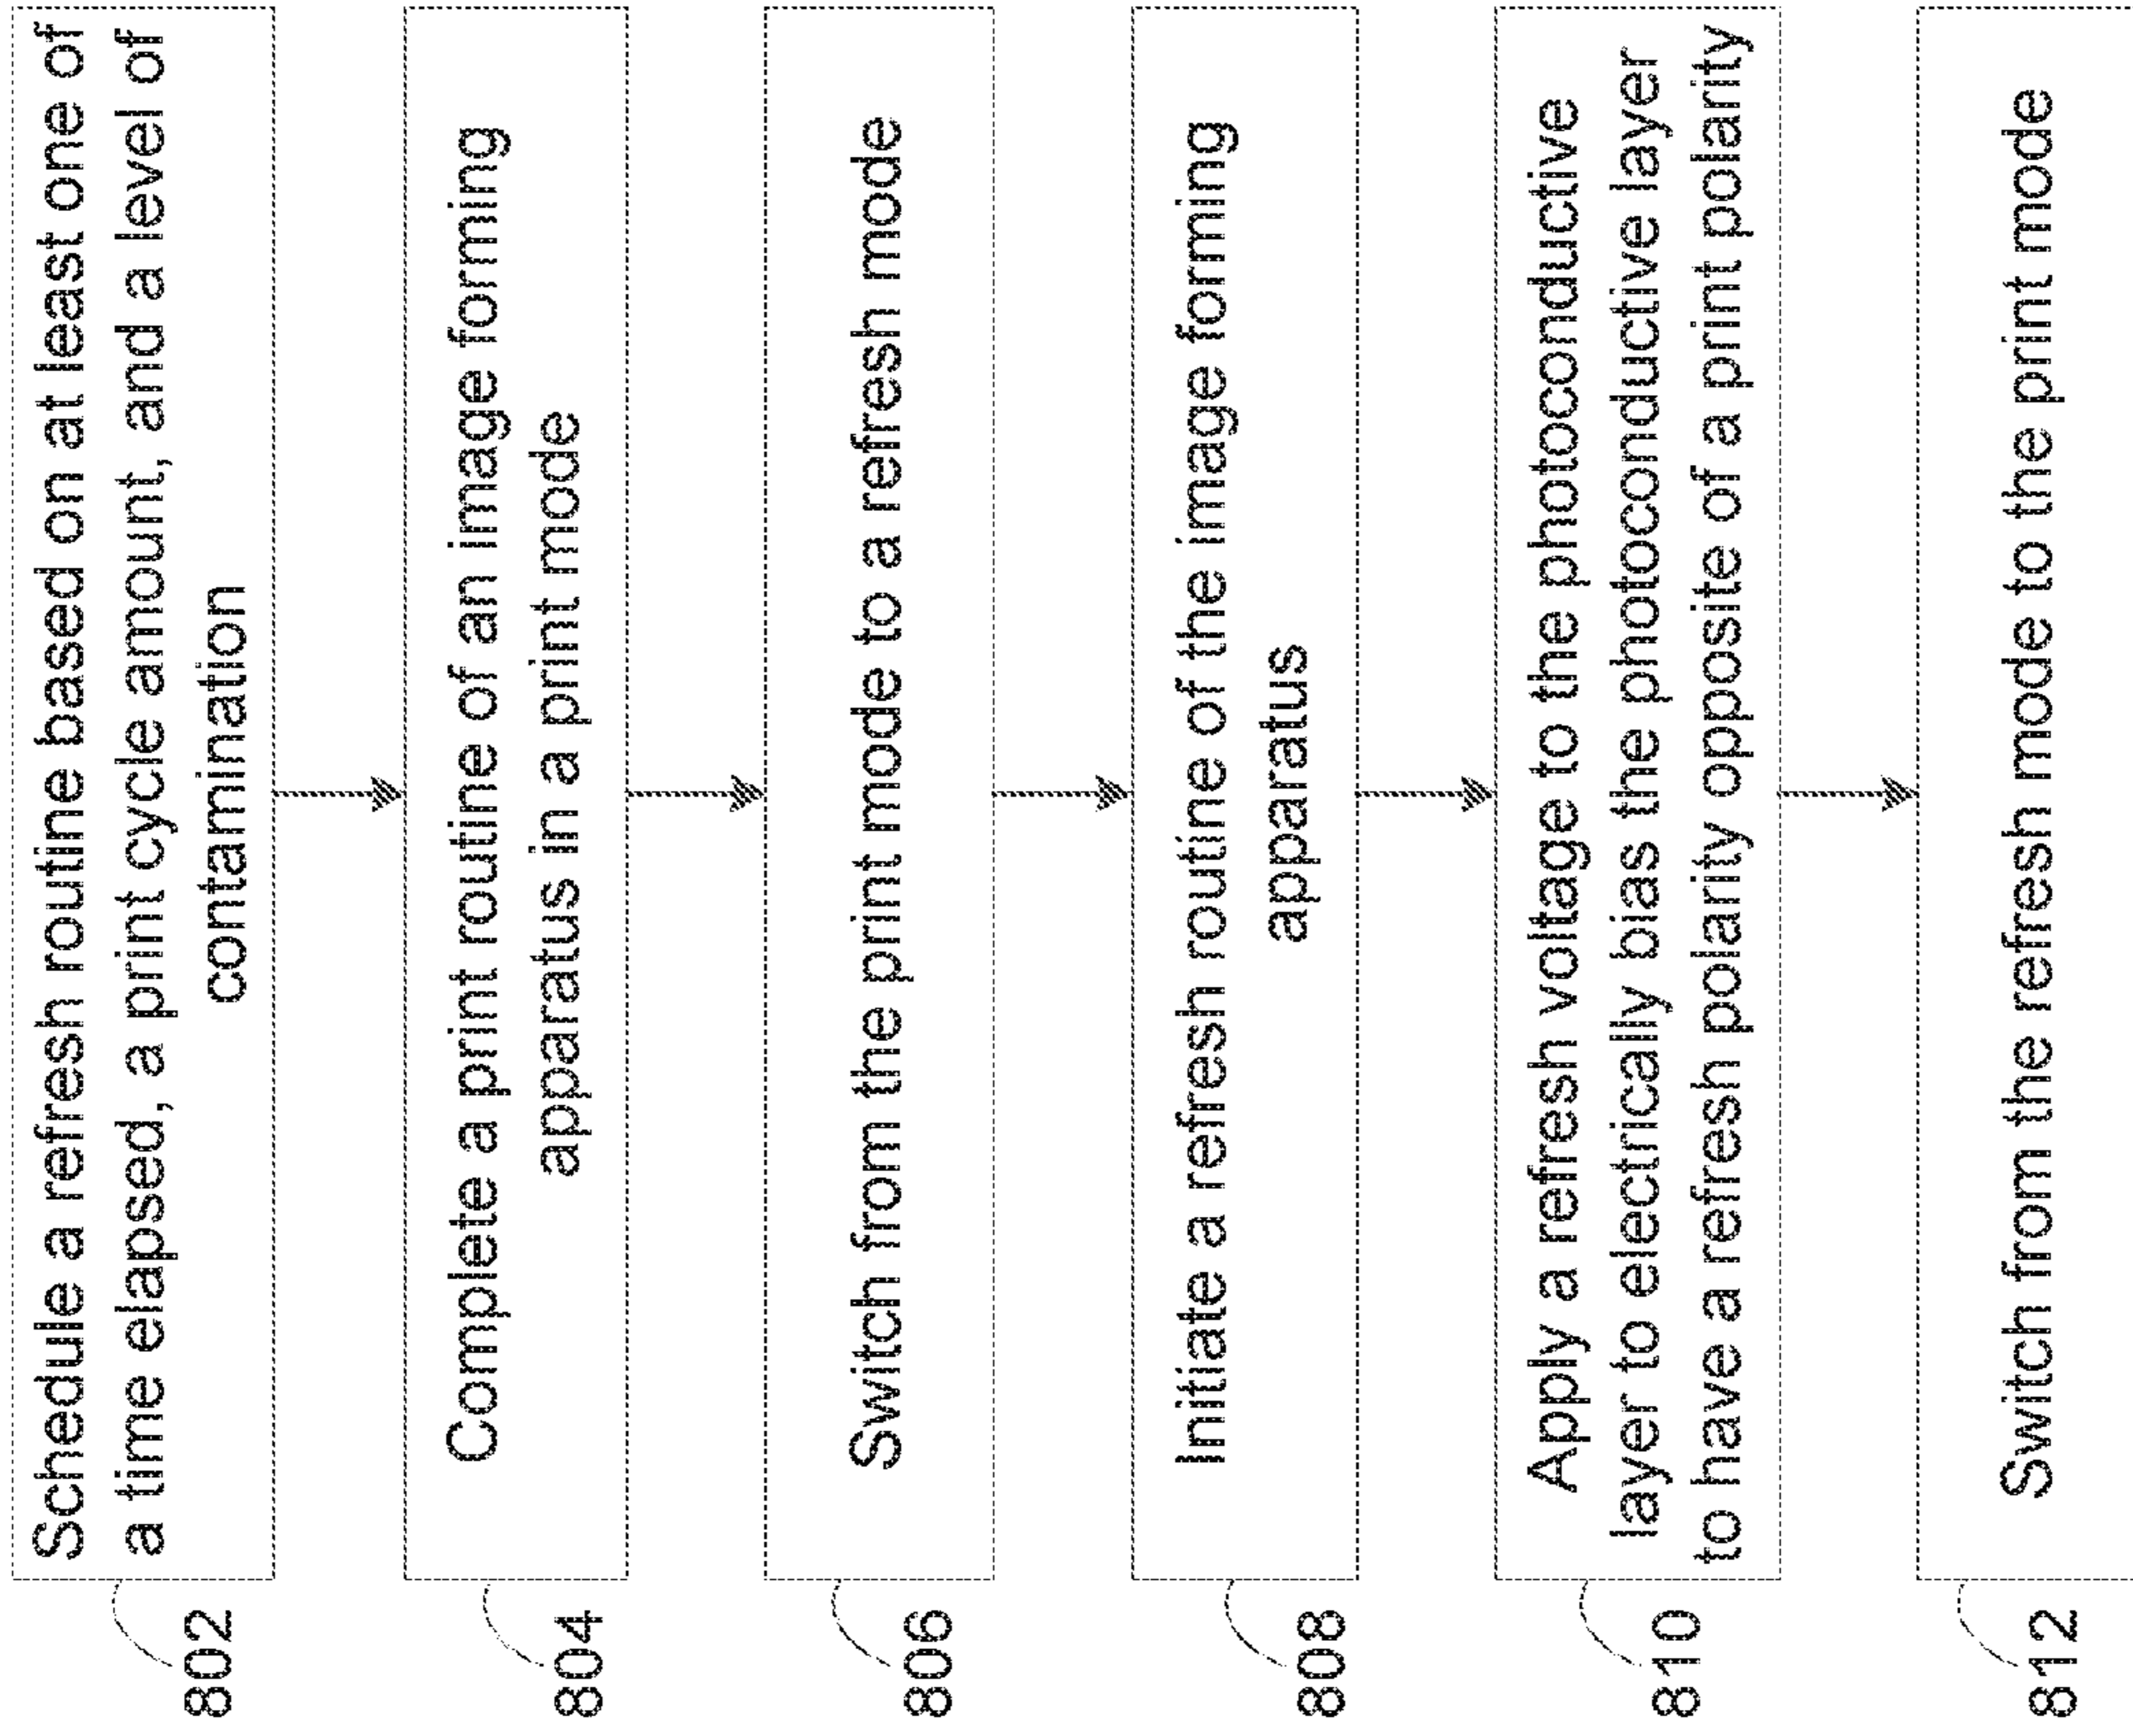 Schedule a refresh routine based on at least one of
a time elapsed, a print cycle amount, and a level of
contamination
802
Complete a print routine of an image forming
apparatus in a print mode
804
Switch from the print mode to a refresh mode
806
Initiate a refresh routine of the image forming
apparatus
808
Apply a refresh voltage to the photoconductive
layer to electrically bias the photoconductive layer
to have a refresh polarity opposite of a print polarity
810
Switch from the refresh mode to the print mode
812